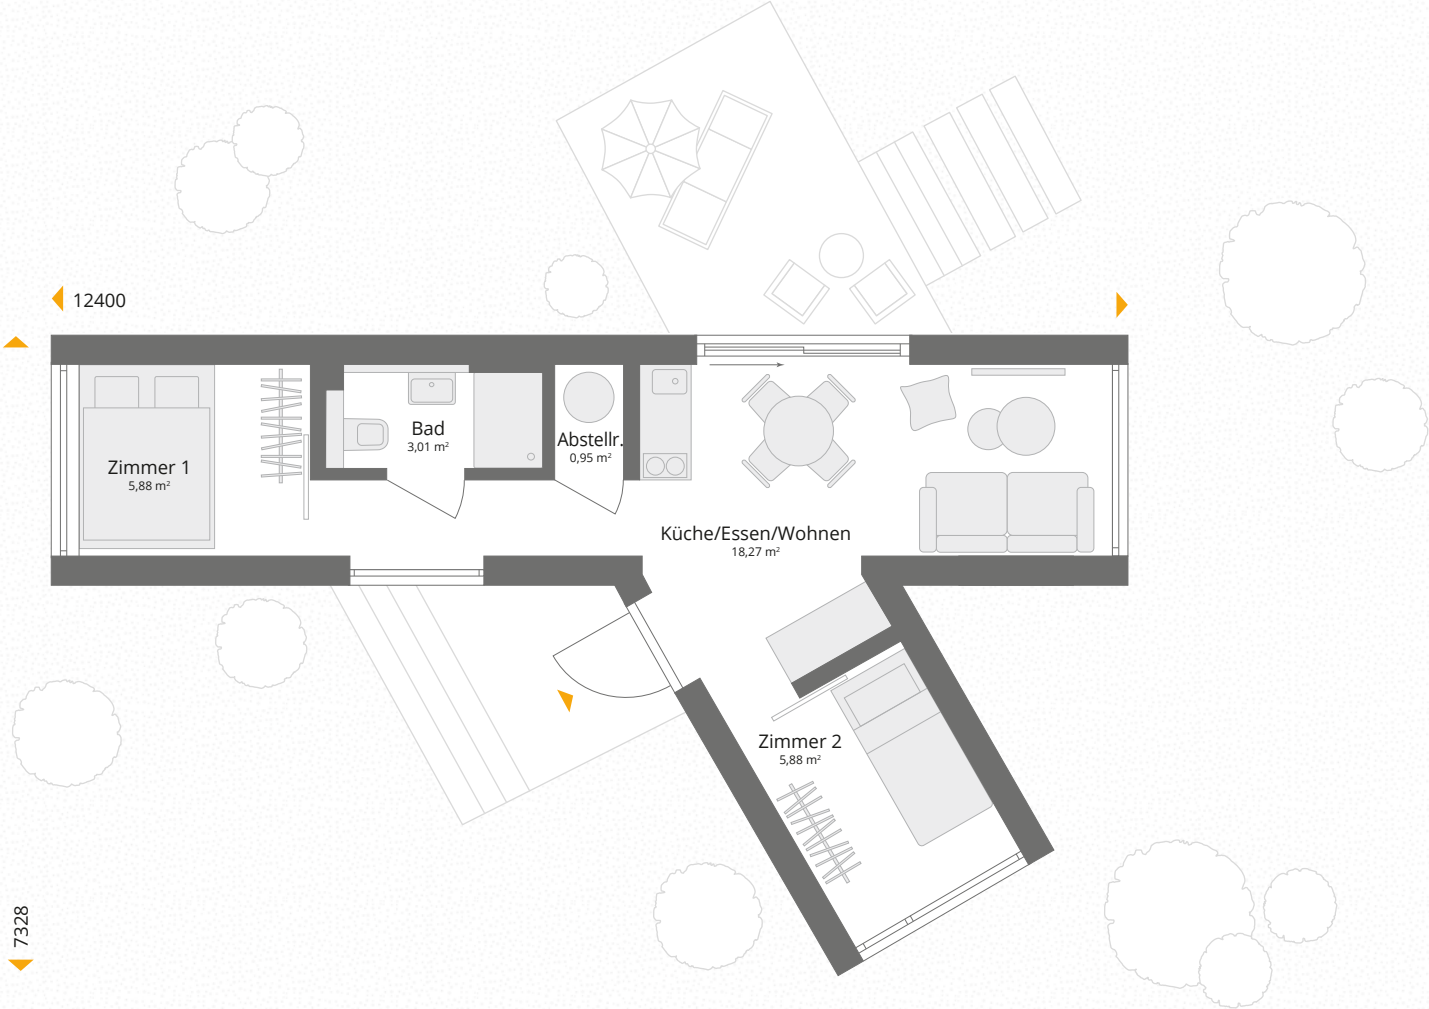 12400
Bad
3,01 m²
Abstellr.
0,95 m²
Zimmer 1
5,88 m²
Küche/Essen/Wohnen
18,27 m²
Zimmer 2
5,88 m²
7328